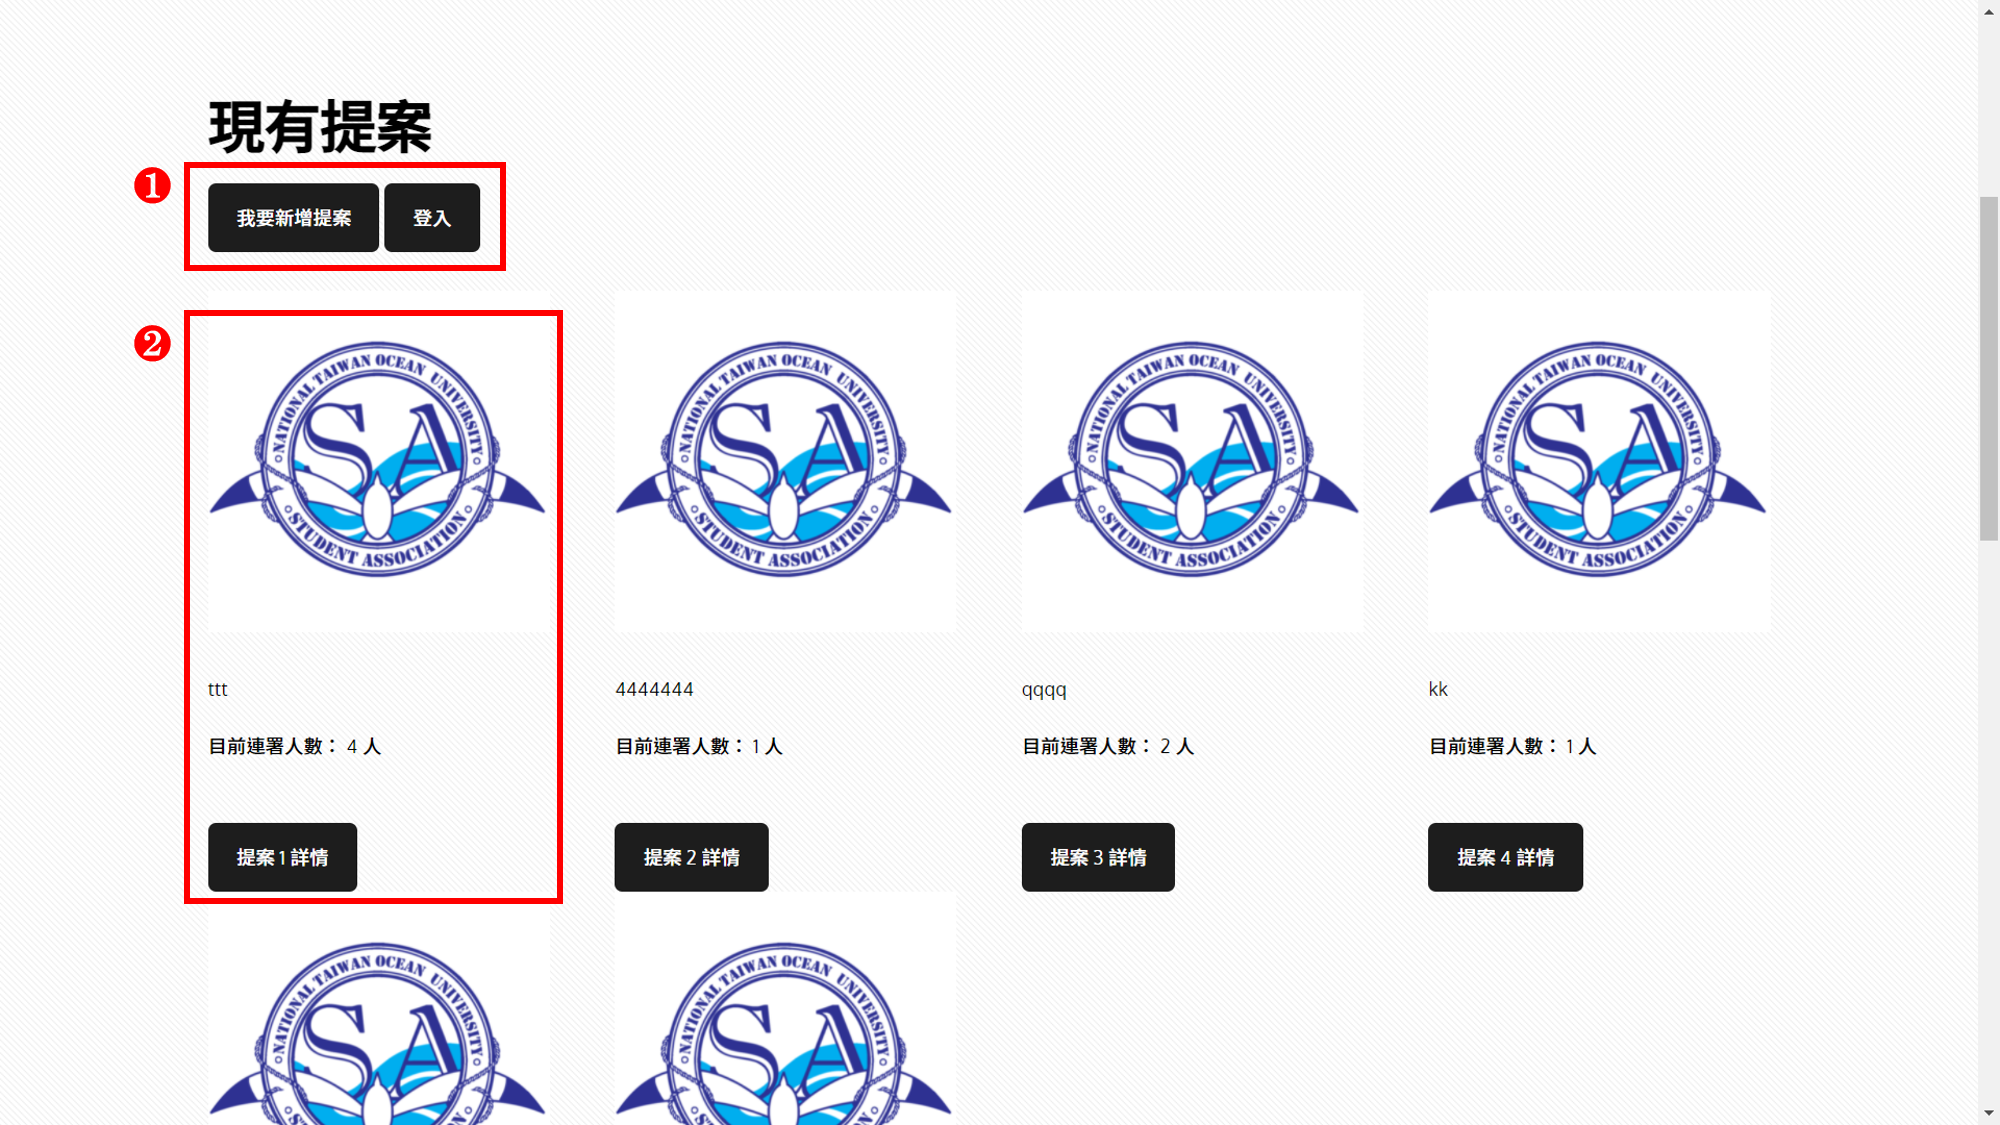 現有提案
❶
我要新增提案 登入
❷
NATIONAL TAIWAN OCEAN UNIVERSITY
SA
STUDENT ASSOCIATION
NATIONAL TAIWAN OCEAN UNIVERSITY
SA
STUDENT ASSOCIATION
NATIONAL TAIWAN OCEAN UNIVERSITY
SA
STUDENT ASSOCIATION
NATIONAL TAIWAN OCEAN UNIVERSITY
SA
STUDENT ASSOCIATION
ttt
4444444
qqqq
kk
目前連署人數： 4 人
目前連署人數： 1 人
目前連署人數： 2 人
目前連署人數： 1 人
提案 1 詳情
提案 2 詳情
提案 3 詳情
提案 4 詳情
NATIONAL TAIWAN OCEAN UNIVERSITY
SA
NATIONAL TAIWAN OCEAN UNIVERSITY
SA